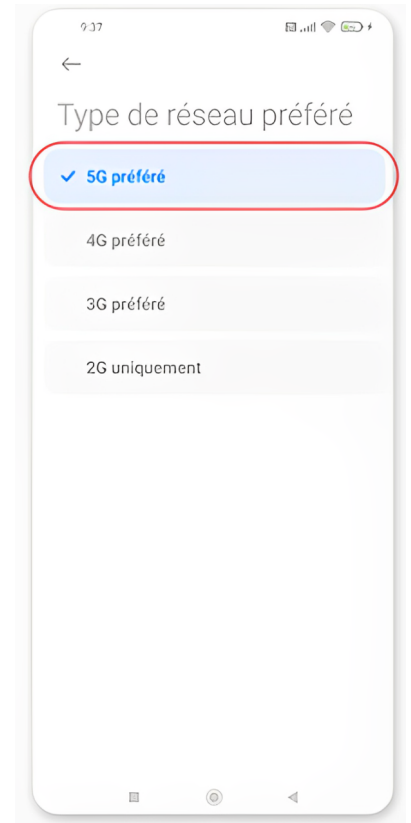 9:37
Type de réseau préféré
5G préféré
4G préféré
3G préféré
2G uniquement